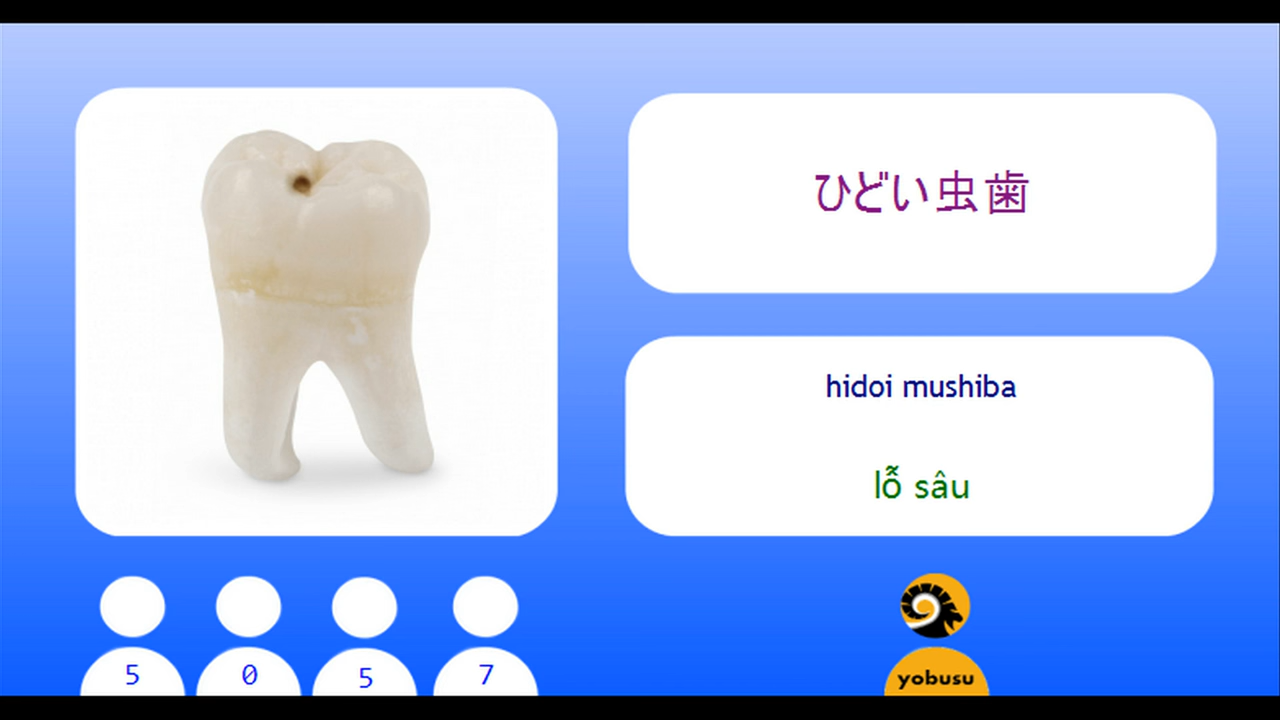 ひどい虫歯
hidoi mushiba
lỗ sâu
5 0 5 7
yobusu